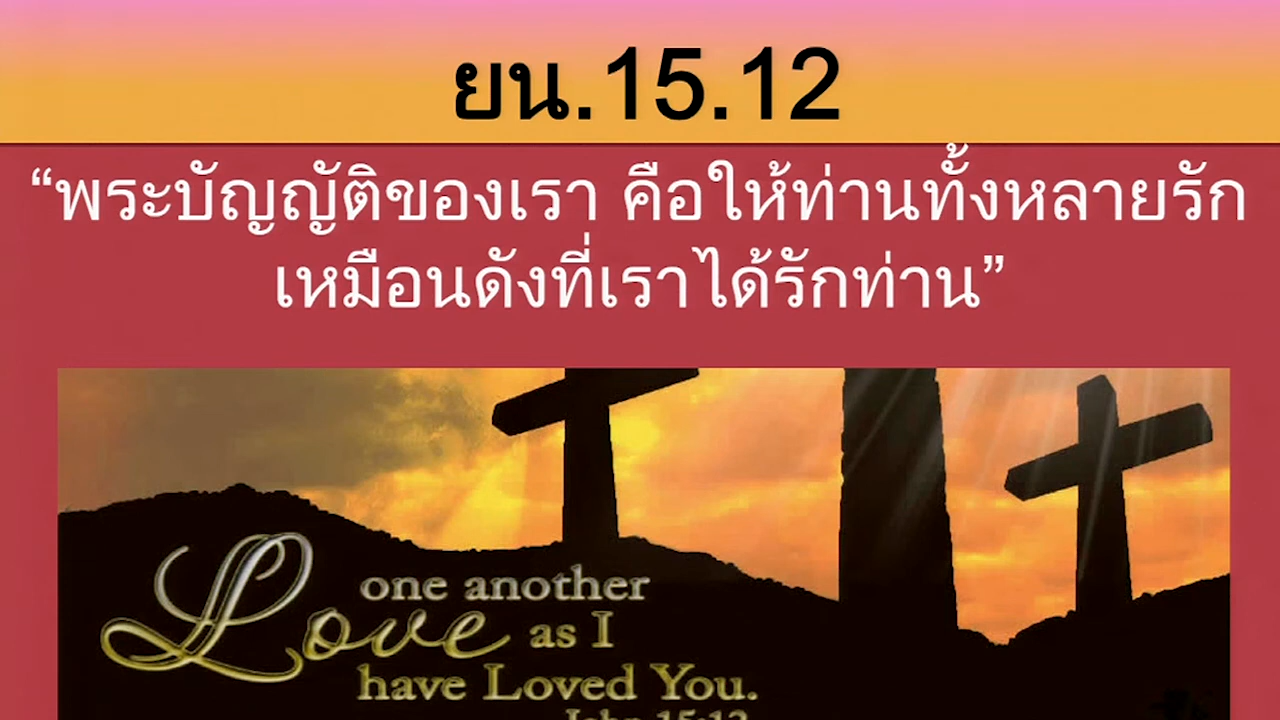 ยน.15.12
“พระบัญญัติของเรา คือให้ท่านทั้งหลายรัก
เหมือนดังที่เราได้รักท่าน”
Love one another
as I
have Loved You.
John 15:12